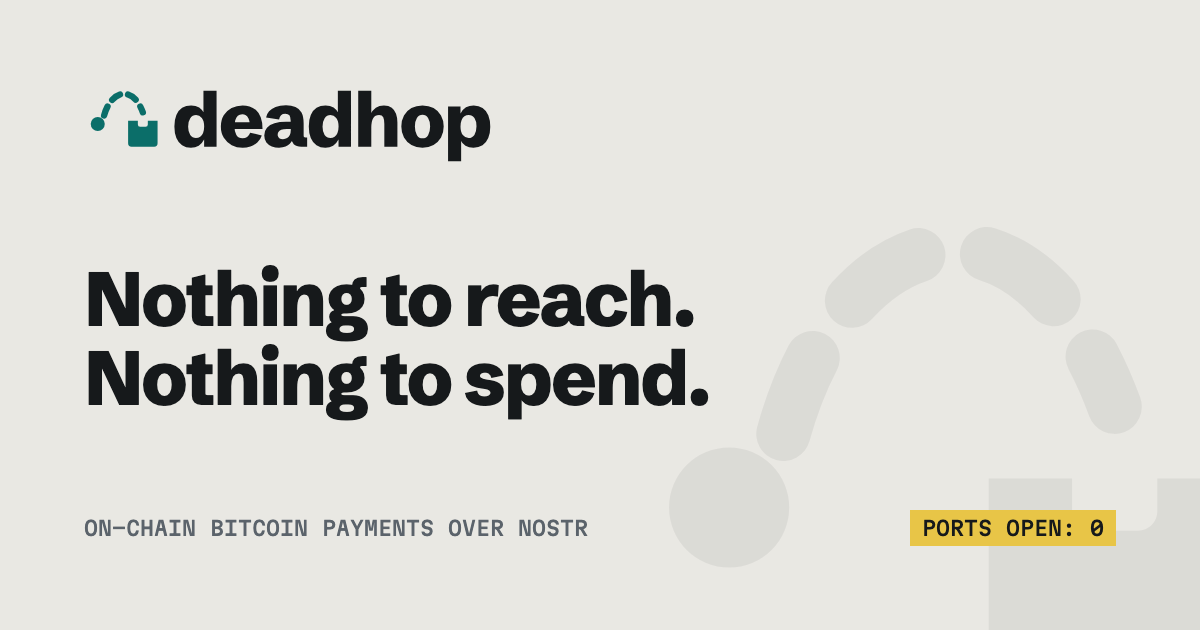 deadhop
Nothing to reach.
Nothing to spend.
ON-CHAIN BITCOIN PAYMENTS OVER NOSTR
PORTS OPEN: 0